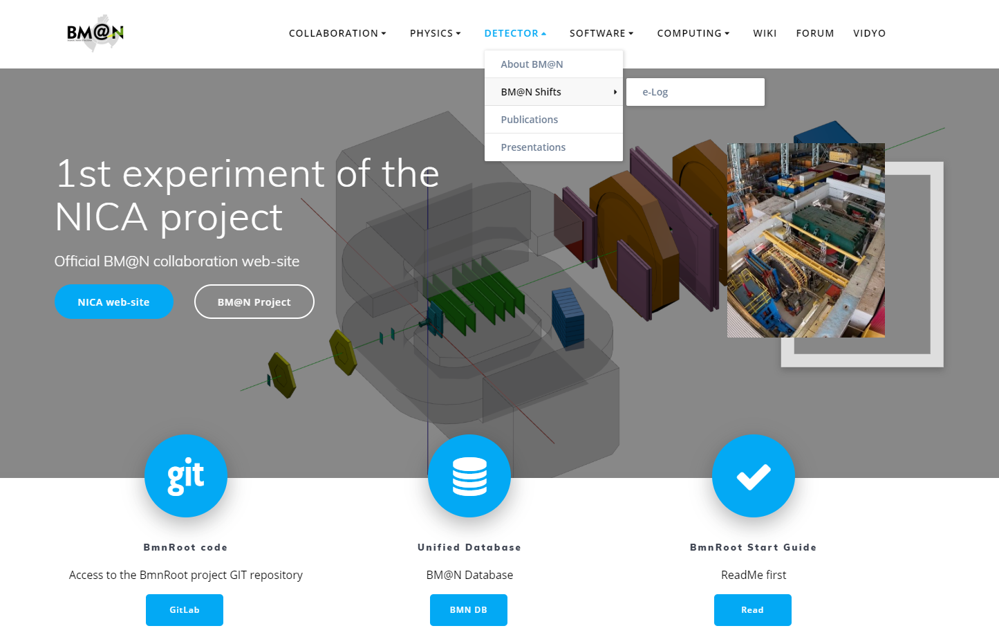 BM@N
COLLABORATION PHYSICS DETECTOR SOFTWARE COMPUTING WIKI FORUM VIDYO
About BM@N
BM@N Shifts
e-Log
Publications
Presentations
1st experiment of the
NICA project
Official BM@N collaboration web-site
NICA web-site
BM@N Project
git
BmnRoot code
Access to the BmnRoot project GIT repository
GitLab
Unified Database
BM@N Database
BMN DB
BmnRoot Start Guide
ReadMe first
Read